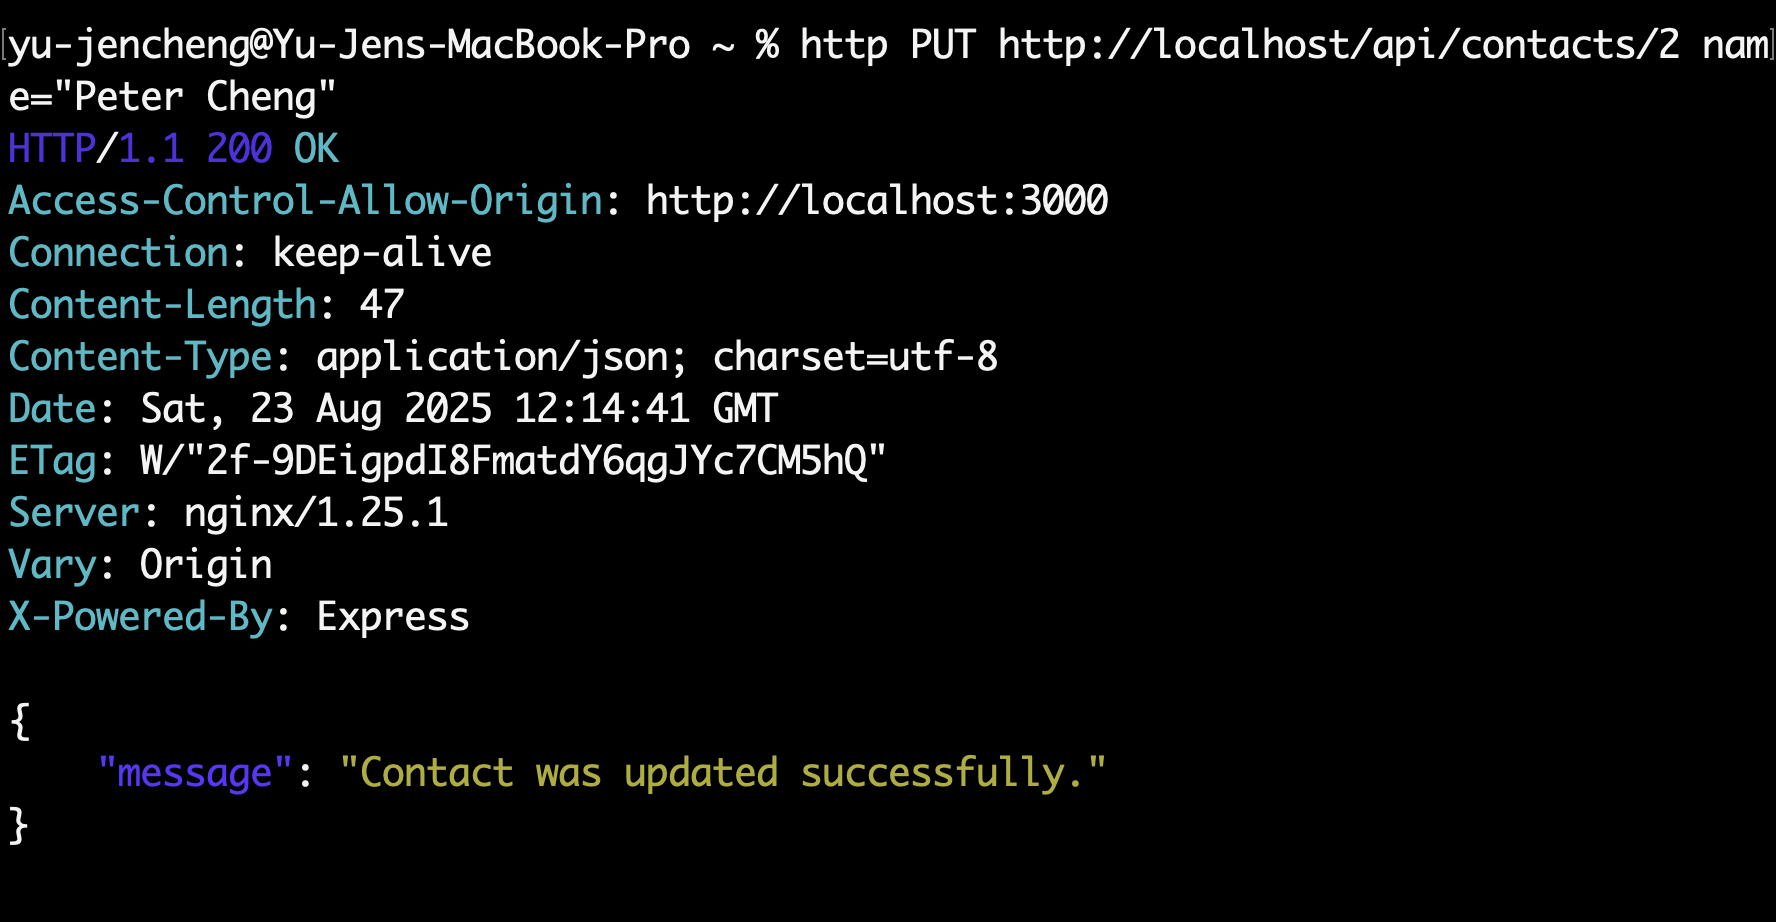 [yu-jencheng@Yu-Jens-MacBook-Pro ~ % http PUT http://localhost/api/contacts/2 nam]
e="Peter Cheng"
HTTP/1.1 200 OK
Access-Control-Allow-Origin: http://localhost:3000
Connection: keep-alive
Content-Length: 47
Content-Type: application/json; charset=utf-8
Date: Sat, 23 Aug 2025 12:14:41 GMT
ETag: W/"2f-9DEigpdI8FmatdY6qgJYc7CM5hQ"
Server: nginx/1.25.1
Vary: Origin
X-Powered-By: Express

{
    "message": "Contact was updated successfully."
}